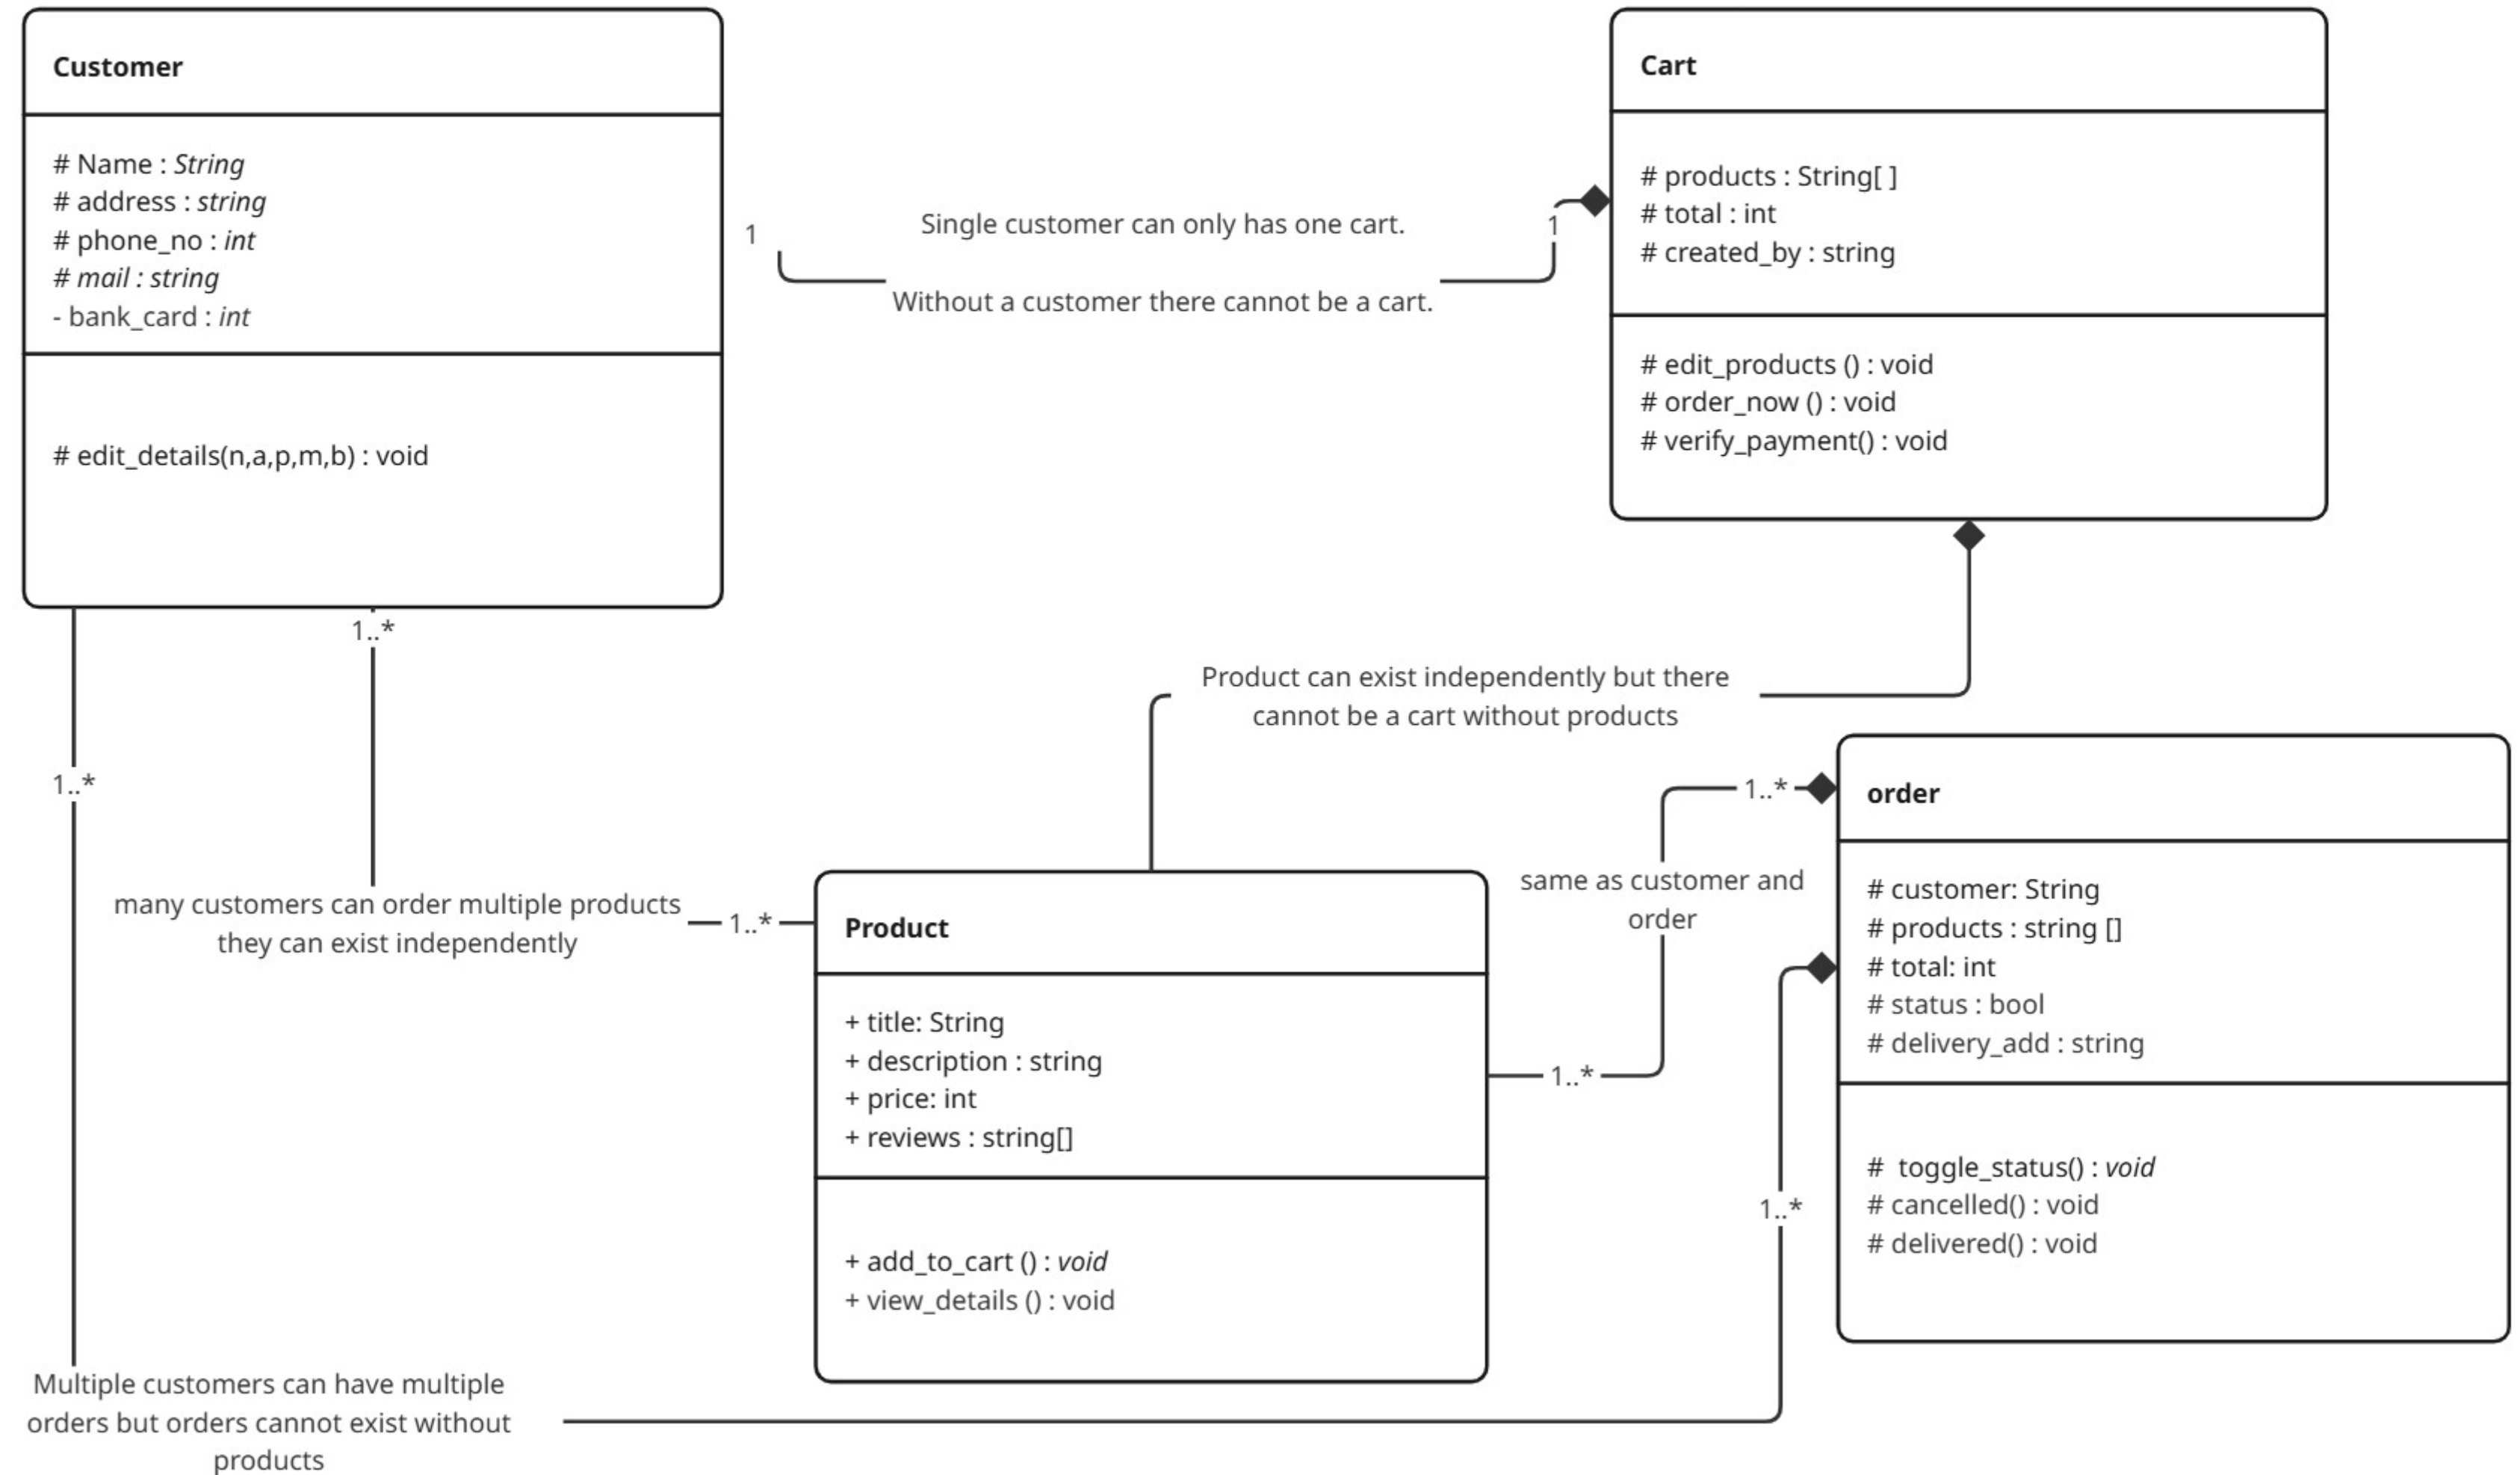 Customer
# Name : String
# address : string
# phone_no : int
# mail : string
- bank_card : int
# edit_details(n,a,p,m,b) : void
1
Single customer can only has one cart.
Without a customer there cannot be a cart.
1
Cart
# products : String[ ]
# total : int
# created_by : string
# edit_products () : void
# order_now () : void
# verify_payment() : void
1..*
1..*
many customers can order multiple products
they can exist independently
1..*
Product can exist independently but there
cannot be a cart without products
Product
+ title: String
+ description : string
+ price: int
+ reviews : string[]
+ add_to_cart () : void
+ view_details () : void
1..*
same as customer and
order
1..*
1..*
order
# customer: String
# products : string []
# total: int
# status : bool
# delivery_add : string
# toggle_status() : void
# cancelled() : void
# delivered() : void
Multiple customers can have multiple
orders but orders cannot exist without
products